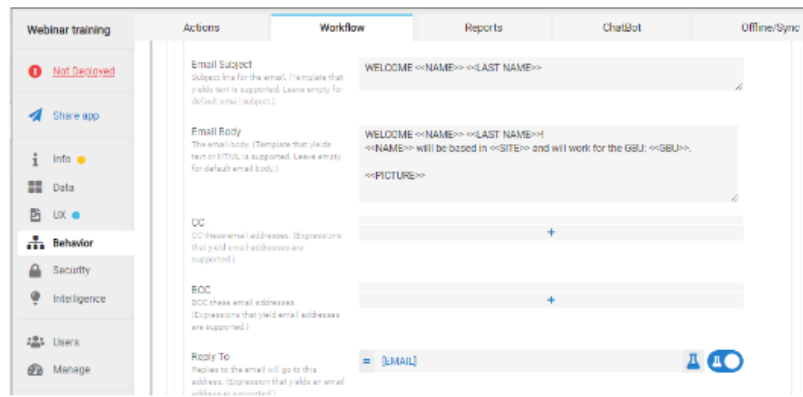 Webinar training
Actions
Workflow
Reports
ChatBot
Offline/Sync
Not Deployed
Share app
Info
Data
UX
Behavior
Security
Intelligence
Users
Manage
Email Subject
Subject line for the email. (Template that
yields text is supported. Leave empty for
default email subject.)
WELCOME <<NAME>> <<LAST NAME>>
Email Body
The email body. (Template that yields
text or HTML is supported. Leave empty
for default email body.)
WELCOME <<NAME>> <<LAST NAME>>!
<<NAME>> will be based in <<SITE>> and will work for the GBU: <<GBU>>.
<<PICTURE>>
CC
CC these email addresses. (Expressions
that yield email addresses are
supported.)
+
BCC
BCC these email addresses.
(Expressions that yield email addresses
are supported.)
+
Reply To
Replies to the email will go to this
address. (Expression that yields an email
address is supported.)
= [EMAIL]